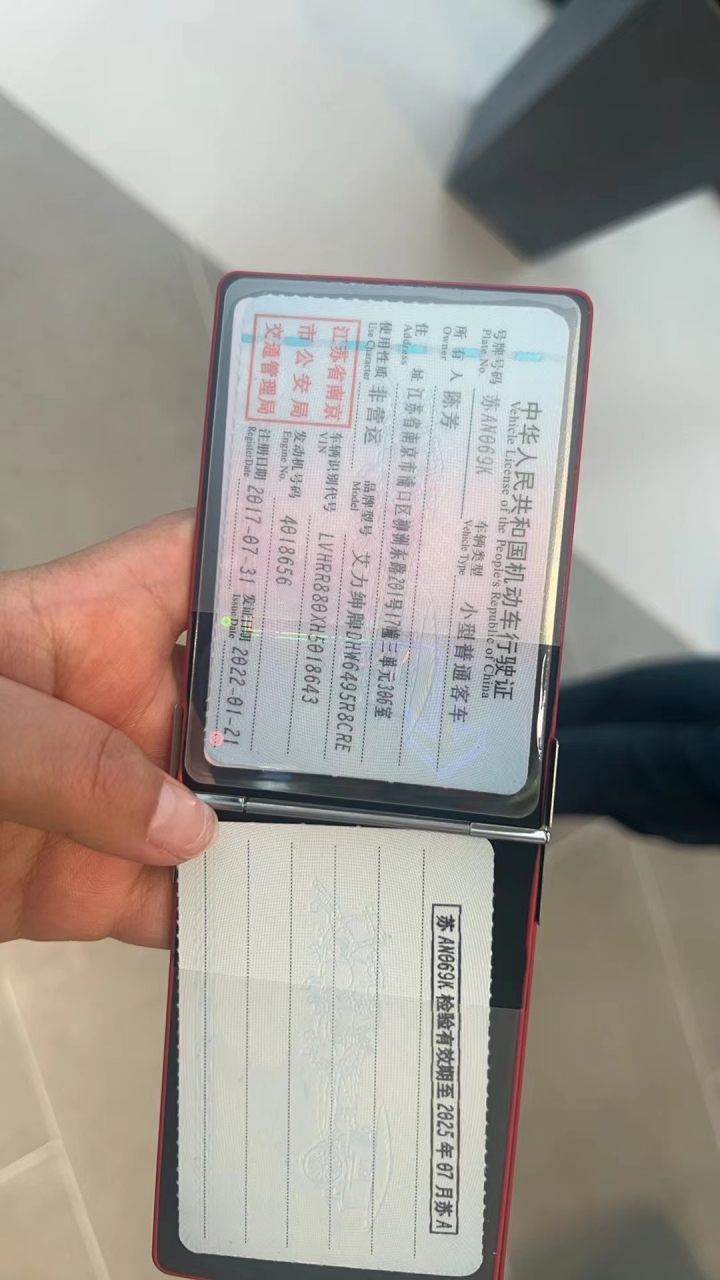 中华人民共和国机动车行驶证
Vehicle License of the People's Republic of China
号牌号码 苏AN069K 车辆类型 小型普通客车
Plate No. Vehicle Type
所有人 陈芳
Owner
住址 江苏省南京市浦口区柳洲东路201号17幢三单元306室
Address
使用性质 非营运 品牌型号 艾力绅牌DHW6495R8CRE
Use Character Model
江苏省南京
市公安局
交通管理局
车辆识别代号 LVHRR880XH5018643
VIN
发动机号码 4018656
Engine No.
注册日期 2017-07-31 发证日期 2022-01-21
Register Date Issue Date
苏AN069K 检验有效期至 2025年07月苏A